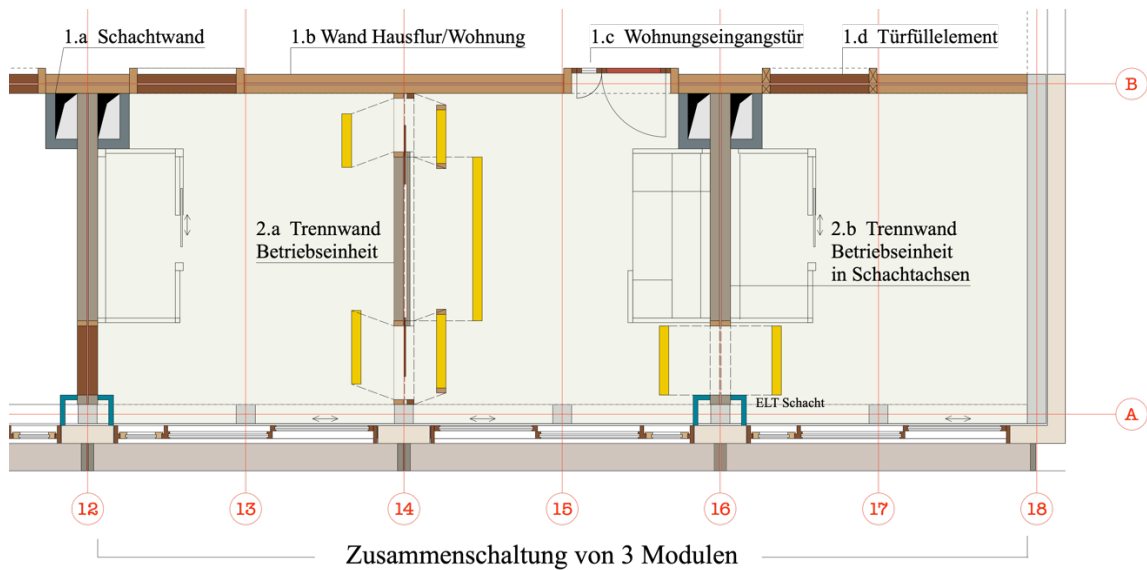 1.a Schachtwand
1.b Wand Hausflur/Wohnung
1.c Wohnungseingangstür
1.d Türfüllelement
B
2.a Trennwand
Betriebseinheit
2.b Trennwand
Betriebseinheit
in Schachtachsen
ELT Schacht
A
12
13
14
15
16
17
18
Zusammenschaltung von 3 Modulen